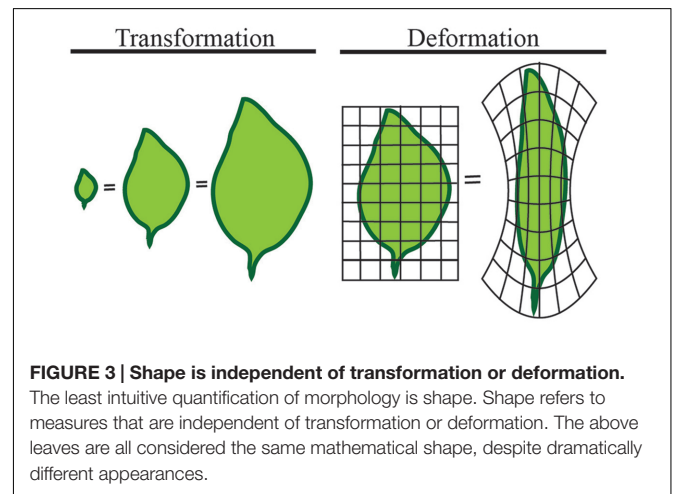 Transformation Deformation
= = =
FIGURE 3 | Shape is independent of transformation or deformation.
The least intuitive quantification of morphology is shape. Shape refers to
measures that are independent of transformation or deformation. The above
leaves are all considered the same mathematical shape, despite dramatically
different appearances.